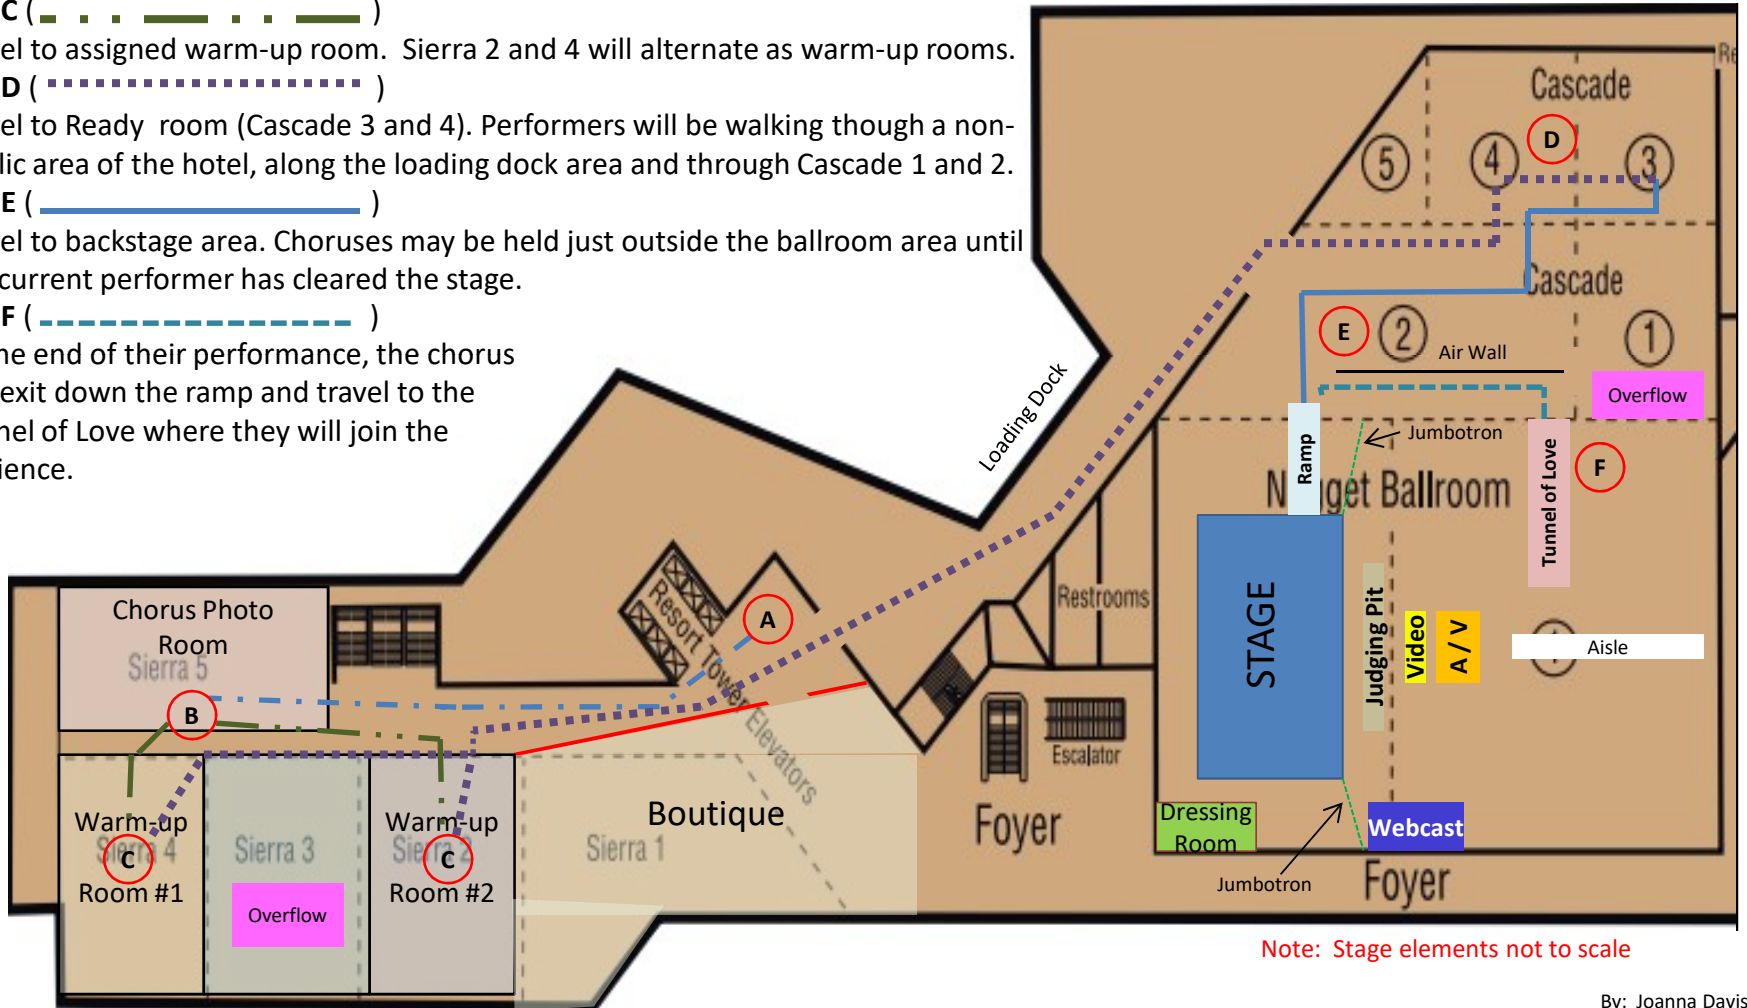 C ( )
el to assigned warm-up room. Sierra 2 and 4 will alternate as warm-up rooms.
D ( )
el to Ready room (Cascade 3 and 4). Performers will be walking though a non-
lic area of the hotel, along the loading dock area and through Cascade 1 and 2.
E ( )
el to backstage area. Choruses may be held just outside the ballroom area until
current performer has cleared the stage.
F ( )
he end of their performance, the chorus
exit down the ramp and travel to the
nel of Love where they will join the
ience.
Re
Cascade
5
4
D
3
Cascade
E
2
1
Air Wall
Overflow
Loading Dock
Ramp
Jumbotron
Nugget Ballroom
Tunnel of Love
F
STAGE
Judging Pit
Video
A / V
Aisle
Restrooms
Resort Tower Elevators
A
Chorus Photo
Room
Sierra 5
B
Escalator
Foyer
Dressing
Room
Webcast
Jumbotron
Foyer
Warm-up
Sierra 4
C
Room #1
Sierra 3
Overflow
Warm-up
Sierra 2
C
Room #2
Sierra 1
Boutique
Note: Stage elements not to scale
By: Joanna Davis